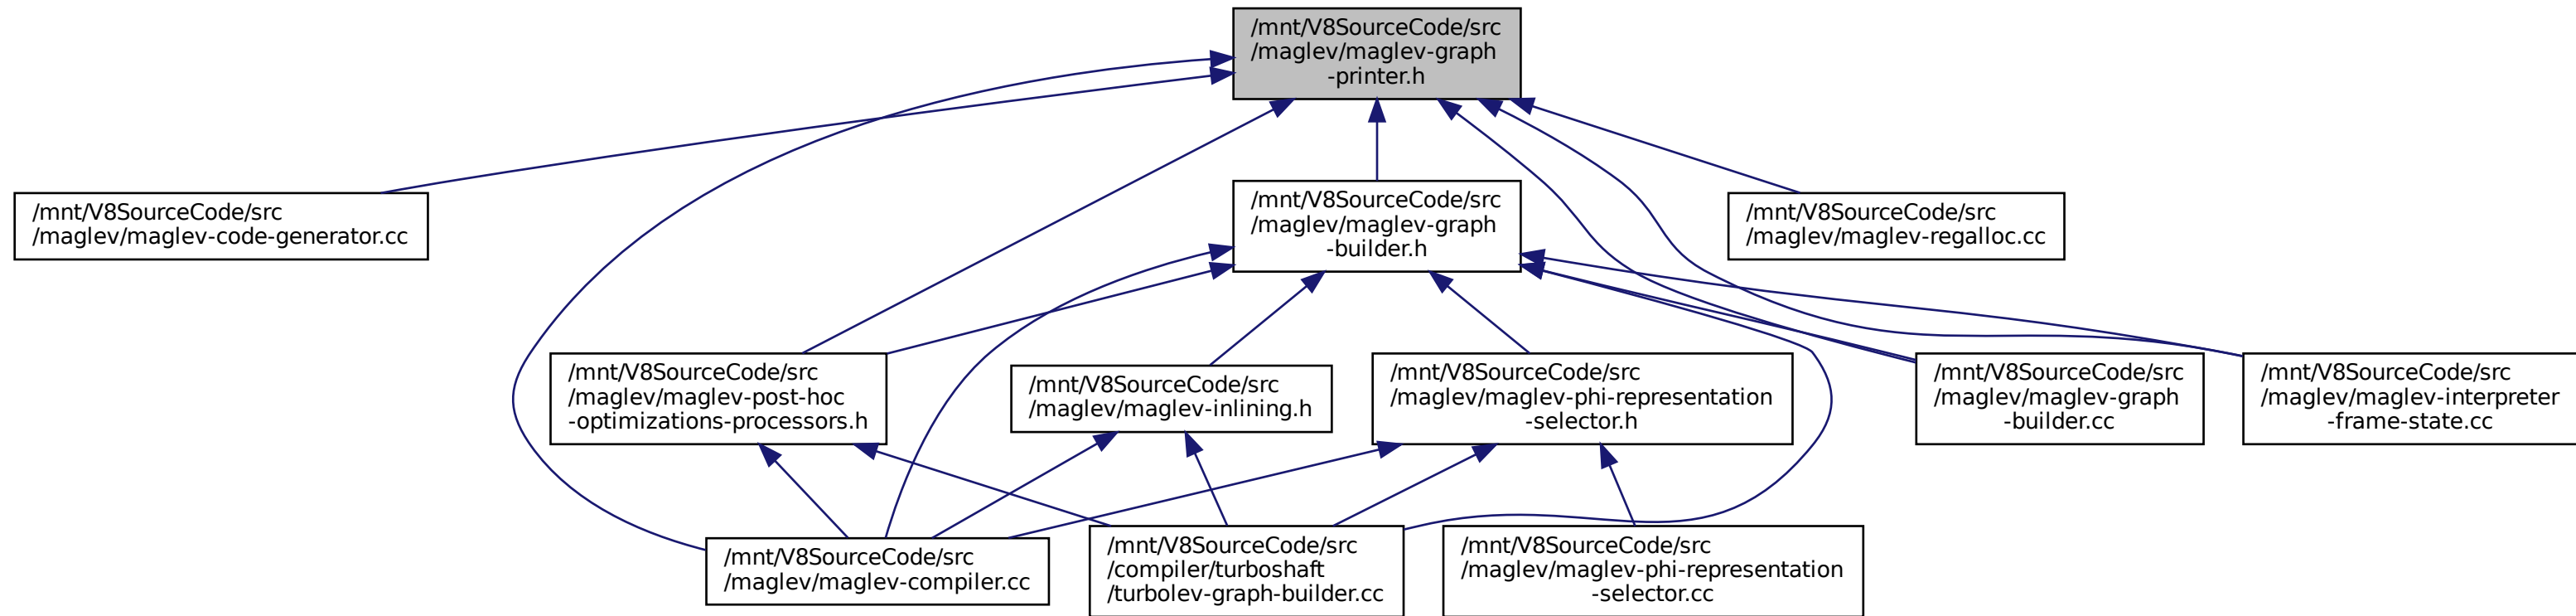 /mnt/V8SourceCode/src
/maglev/maglev-graph
-printer.h
/mnt/V8SourceCode/src
/maglev/maglev-code-generator.cc
/mnt/V8SourceCode/src
/maglev/maglev-graph
-builder.h
/mnt/V8SourceCode/src
/maglev/maglev-regalloc.cc
/mnt/V8SourceCode/src
/maglev/maglev-post-hoc
-optimizations-processors.h
/mnt/V8SourceCode/src
/maglev/maglev-inlining.h
/mnt/V8SourceCode/src
/maglev/maglev-phi-representation
-selector.h
/mnt/V8SourceCode/src
/maglev/maglev-graph
-builder.cc
/mnt/V8SourceCode/src
/maglev/maglev-interpreter
-frame-state.cc
/mnt/V8SourceCode/src
/maglev/maglev-compiler.cc
/mnt/V8SourceCode/src
/compiler/turboshaft
/turbolev-graph-builder.cc
/mnt/V8SourceCode/src
/maglev/maglev-phi-representation
-selector.cc